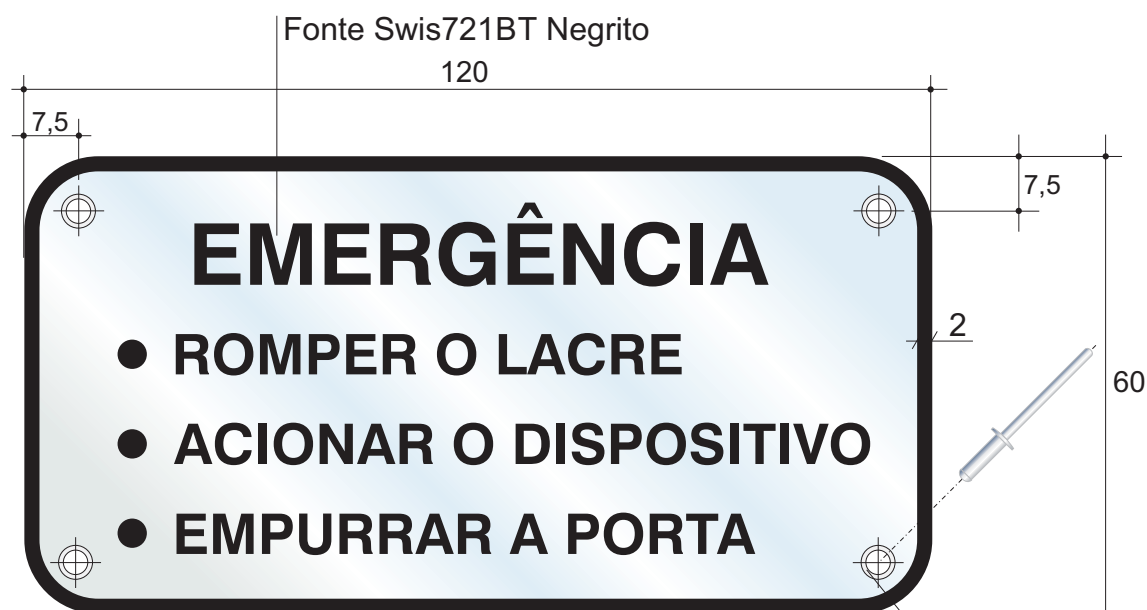 Fonte Swis721BT Negrito
120
7,5
7,5
EMERGÊNCIA
● ROMPER O LACRE
2
60
● ACIONAR O DISPOSITIVO
● EMPURRAR A PORTA